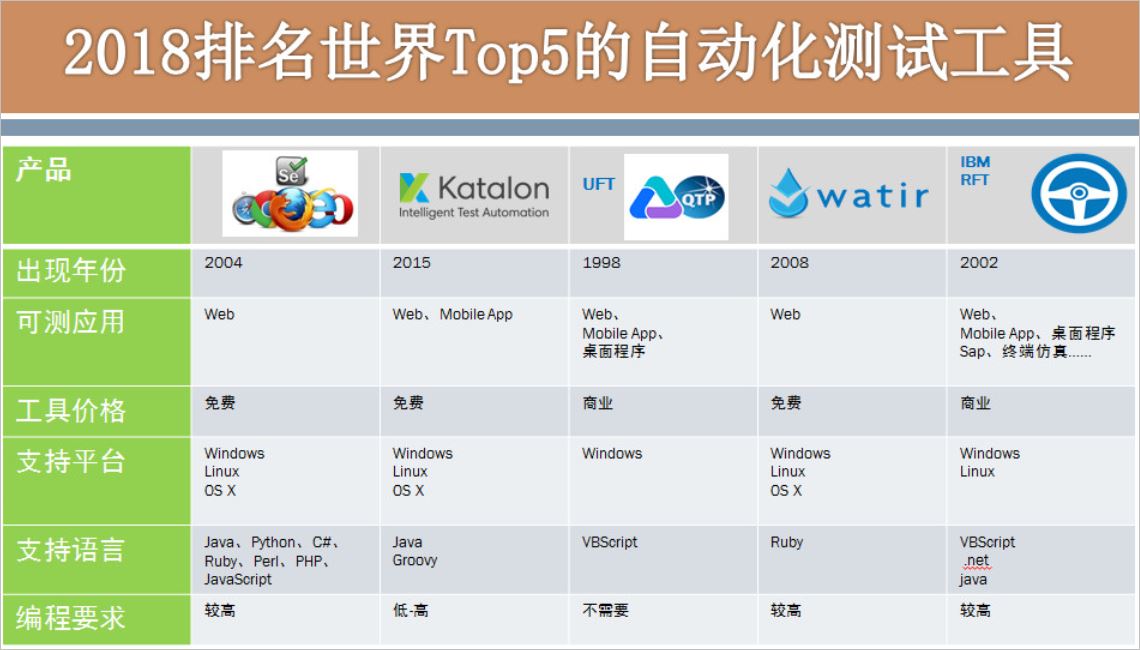 2018排名世界Top5的自动化测试工具
产品
Se
Katalon
Intelligent Test Automation
UFT
QTP
watir
IBM
RFT
出现年份
2004
2015
1998
2008
2002
可测应用
Web
Web、Mobile App
Web、
Mobile App、
桌面程序
Web
Web、
Mobile App、桌面程序
Sap、终端仿真......
工具价格
免费
免费
商业
免费
商业
支持平台
Windows
Linux
OS X
Windows
Linux
OS X
Windows
Windows
Linux
OS X
Windows
Linux
支持语言
Java、Python、C#、
Ruby、Perl、PHP、
JavaScript
Java
Groovy
VBScript
Ruby
VBScript
.net
java
编程要求
较高
低-高
不需要
较高
较高